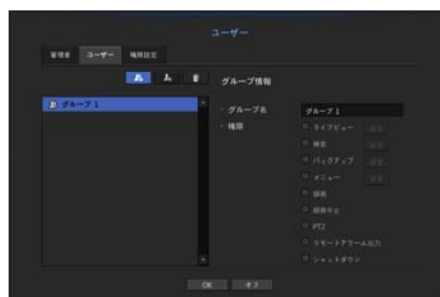 ユーザー
管理者 ユーザー 権限設定
グループ情報
グループ 1
・ グループ名 グループ 1
・ 権限
ライブビュー 設定
検索 設定
バックアップ 設定
メニュー 設定
録画
録画中止
PTZ
リモートアラーム出力
シャットダウン
OK オフ